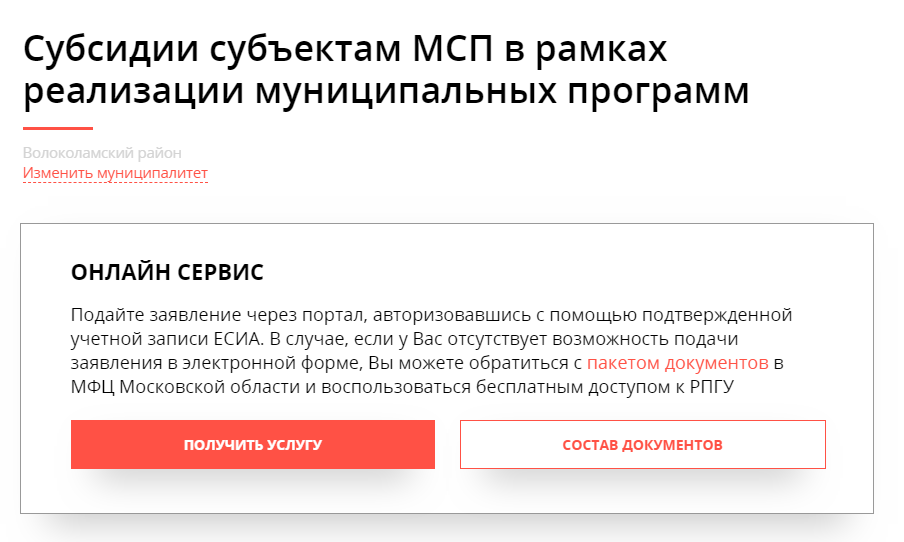 Субсидии субъектам МСП в рамках
реализации муниципальных программ
Волоколамский район
Изменить муниципалитет
ОНЛАЙН СЕРВИС
Подайте заявление через портал, авторизовавшись с помощью подтвержденной
учетной записи ЕСИА. В случае, если у Вас отсутствует возможность подачи
заявления в электронной форме, Вы можете обратиться с пакетом документов в
МФЦ Московской области и воспользоваться бесплатным доступом к РПГУ
ПОЛУЧИТЬ УСЛУГУ
СОСТАВ ДОКУМЕНТОВ